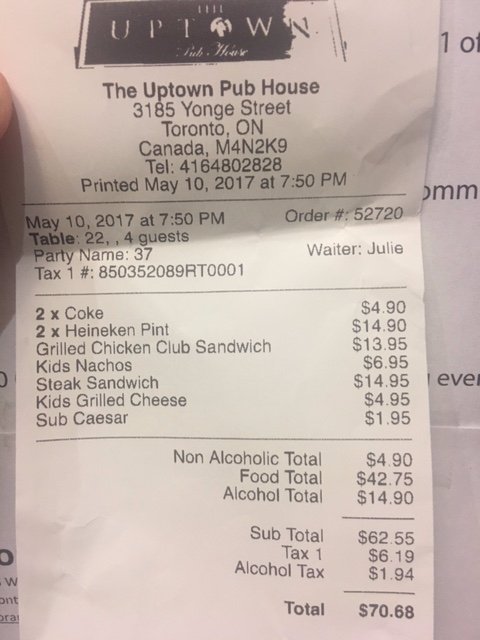 THE
UPTOWN
Pub House
The Uptown Pub House
3185 Yonge Street
Toronto, ON
Canada, M4N2K9
Tel: 4164802828
Printed May 10, 2017 at 7:50 PM
May 10, 2017 at 7:50 PM Order #: 52720
Table: 22, , 4 guests
Party Name: 37 Waiter: Julie
Tax 1 #: 850352089RT0001
2 x Coke $4.90
2 x Heineken Pint $14.90
Grilled Chicken Club Sandwich $13.95
Kids Nachos $6.95
Steak Sandwich $14.95
Kids Grilled Cheese $4.95
Sub Caesar $1.95
Non Alcoholic Total $4.90
Food Total $42.75
Alcohol Total $14.90
Sub Total $62.55
Tax 1 $6.19
Alcohol Tax $1.94
Total $70.68
1 of